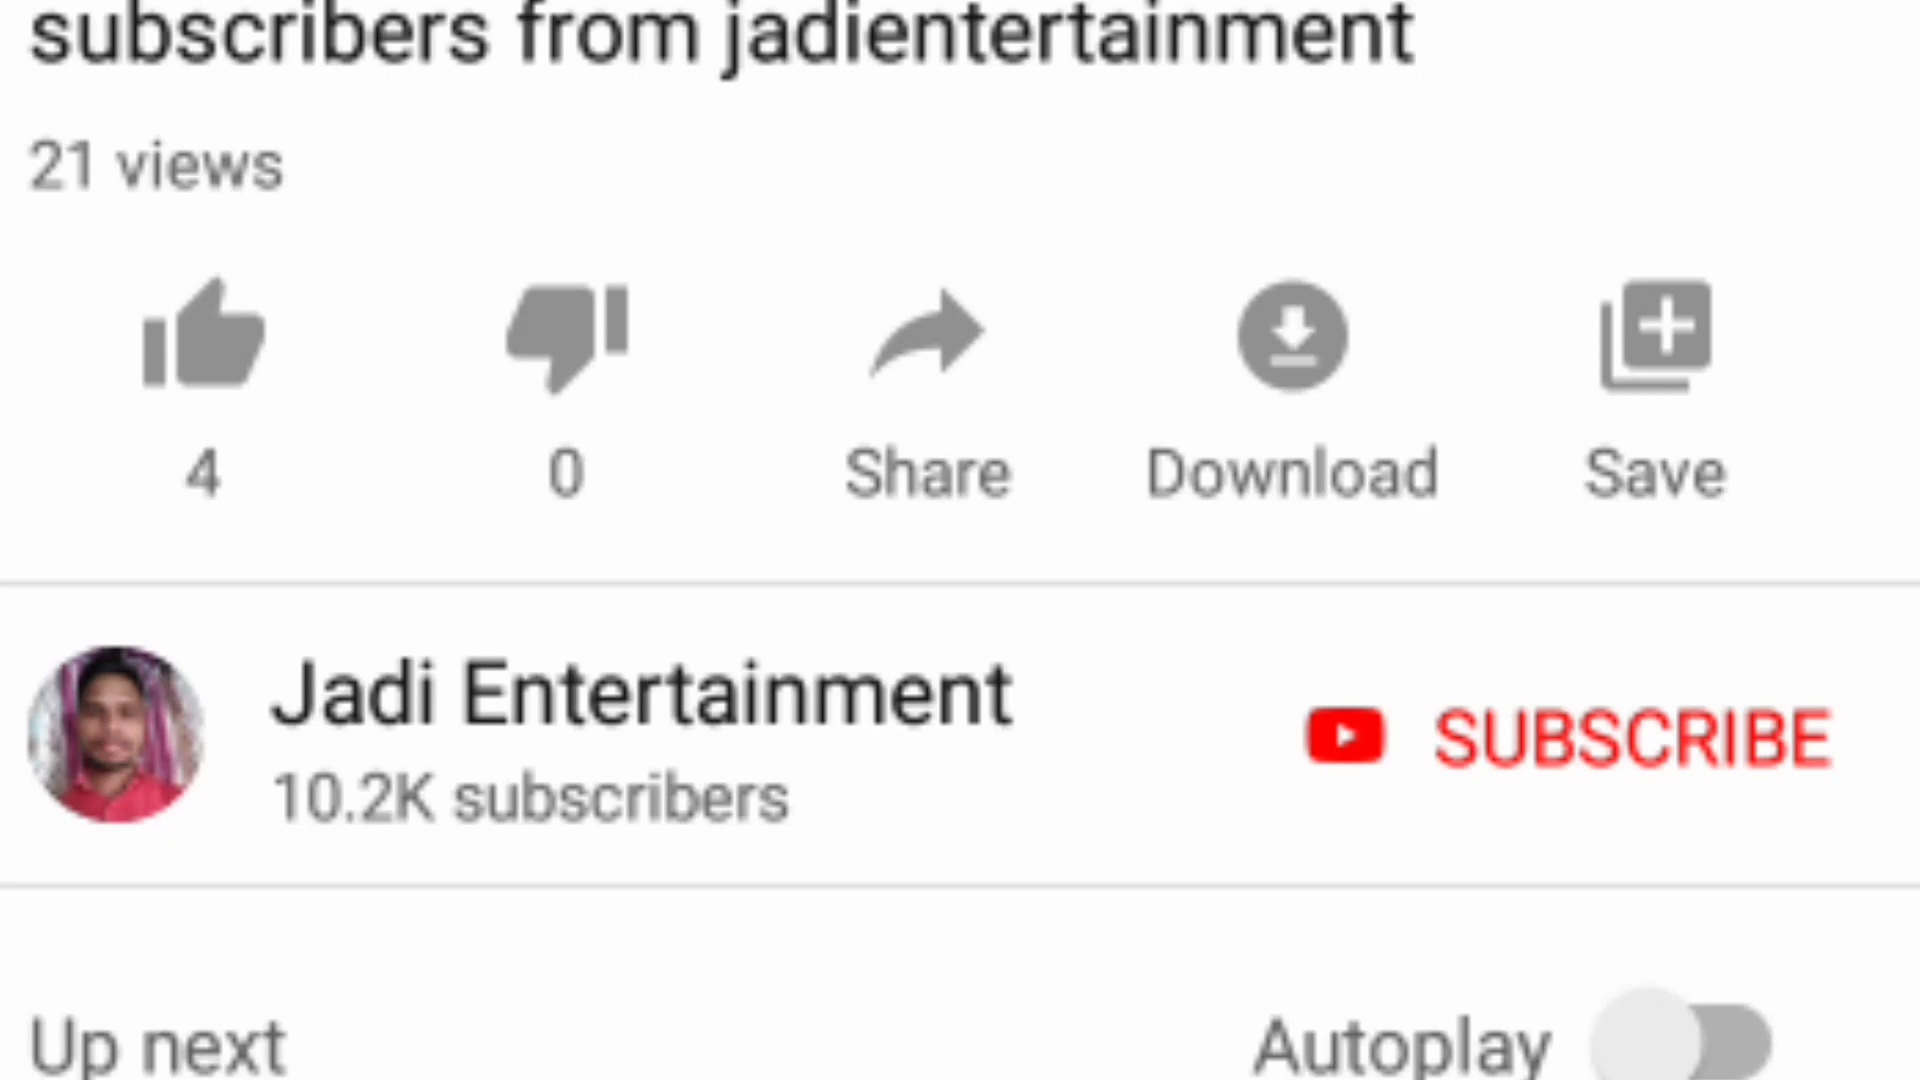 subscribers from jadientertainment
21 views
4 0 Share Download Save
Jadi Entertainment
10.2K subscribers
SUBSCRIBE
Up next Autoplay